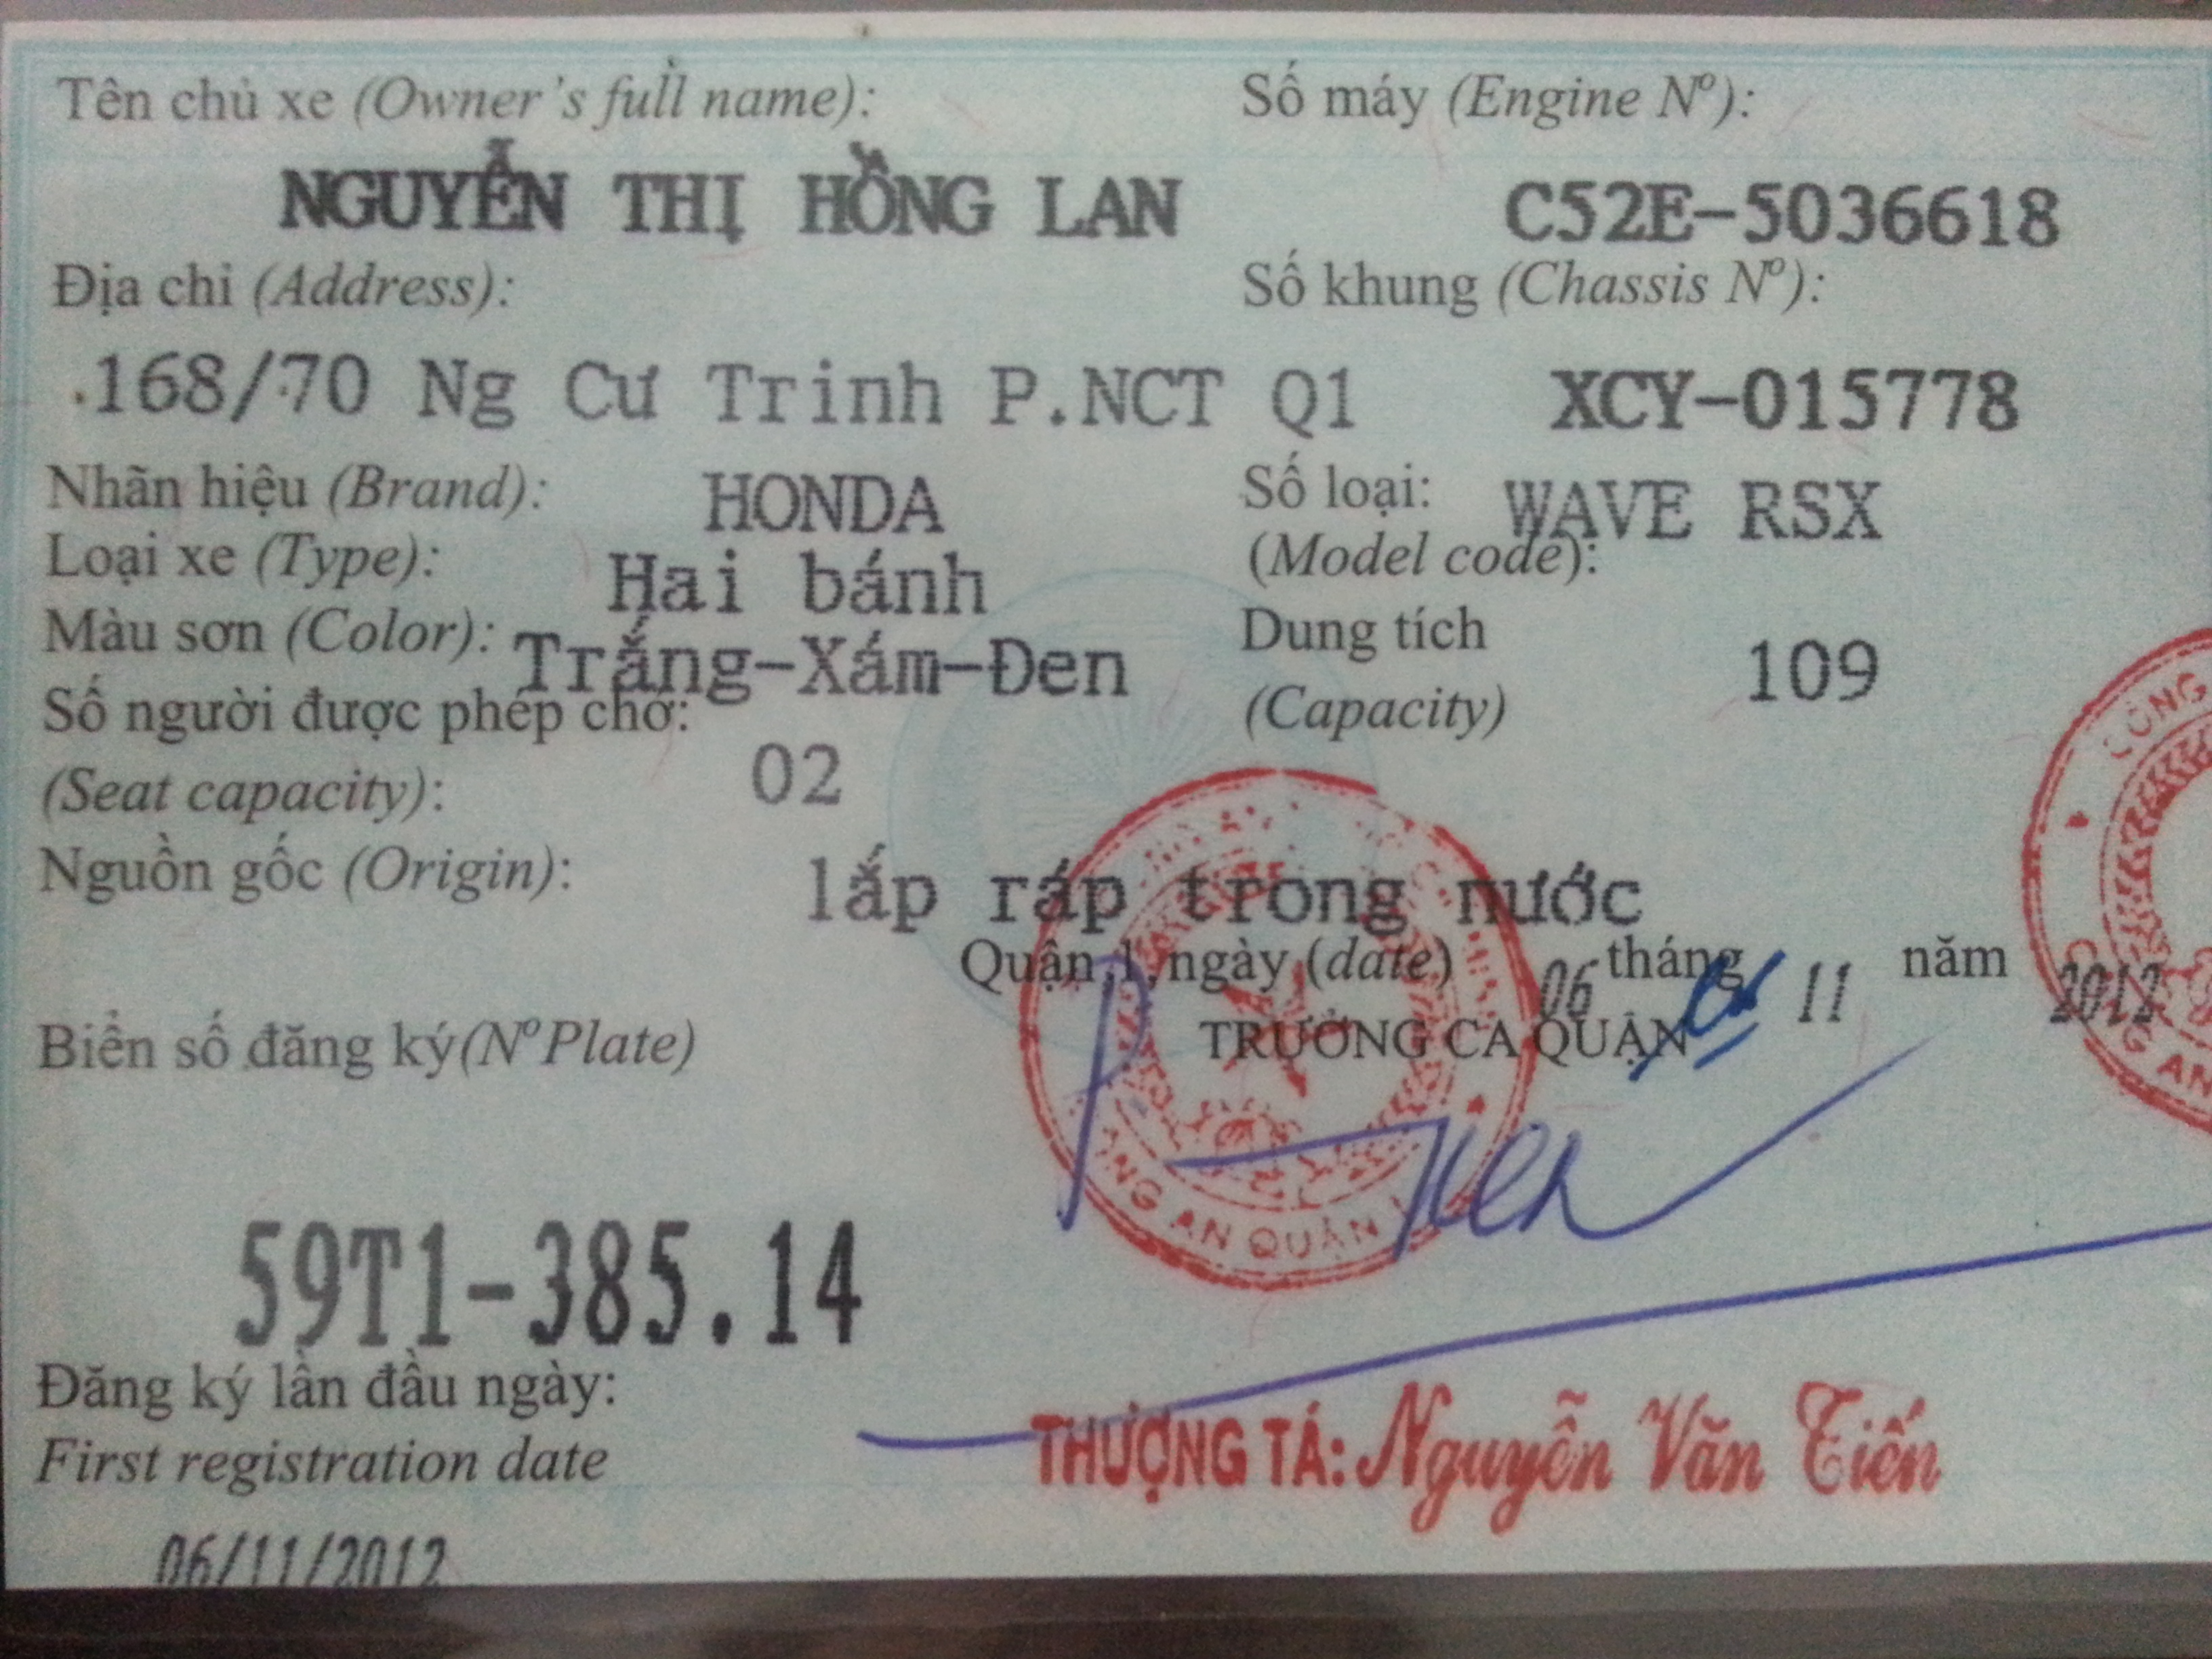 Tên chủ xe (Owner's full name):
NGUYỄN THỊ HỒNG LAN
Số máy (Engine Nº):
C52E-5036618
Địa chỉ (Address):
168/70 Ng Cư Trinh P.NCT Q1
Số khung (Chassis Nº):
XCY-015778
Nhãn hiệu (Brand): HONDA
Số loại: WAVE RSX
(Model code):
Loại xe (Type): Hai bánh
Màu sơn (Color): Trắng-Xám-Đen
Dung tích 109
(Capacity)
Số người được phép chở:
(Seat capacity): 02
Nguồn gốc (Origin): lắp ráp trong nước
Quận 1, ngày (date) 06 tháng 11 năm 2012
TRƯỞNG CA QUẬN
Biển số đăng ký(Nº Plate)
59T1-385.14
AN QUẬN
Đăng ký lần đầu ngày:
First registration date
06/11/2012
THƯỢNG TÁ: Nguyễn Văn Tiến